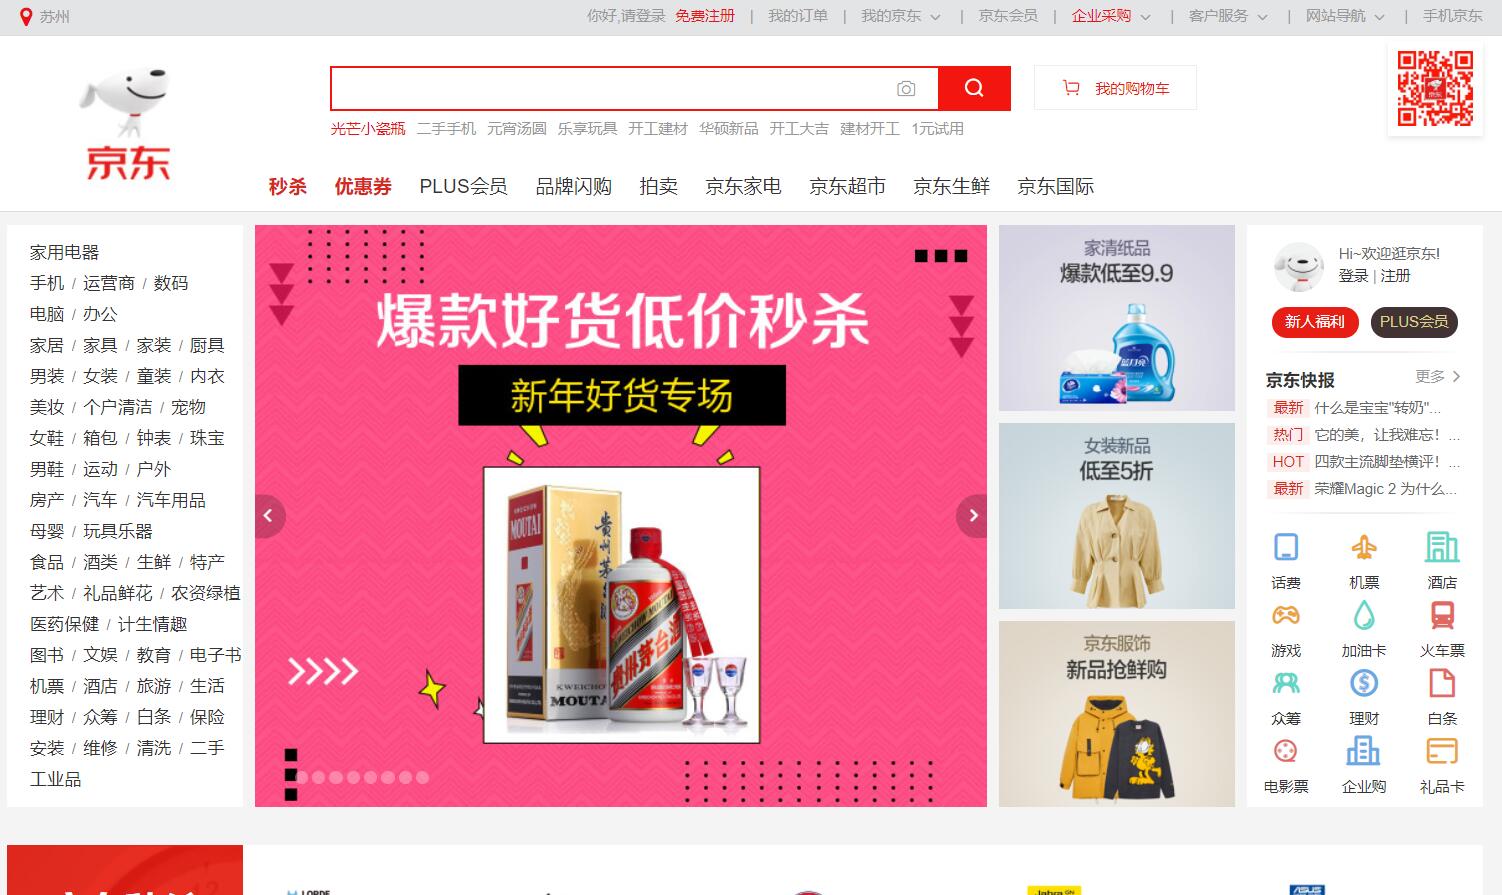 苏州
你好,请登录 免费注册 | 我的订单 | 我的京东 | 京东会员 | 企业采购 | 客户服务 | 网站导航 | 手机京东
京东
我的购物车
光芒小瓷瓶 二手手机 元宵汤圆 乐享玩具 开工建材 华硕新品 开工大吉 建材开工 1元试用
秒杀 优惠券 PLUS会员 品牌闪购 拍卖 京东家电 京东超市 京东生鲜 京东国际
家用电器
手机 / 运营商 / 数码
电脑 / 办公
家居 / 家具 / 家装 / 厨具
男装 / 女装 / 童装 / 内衣
美妆 / 个户清洁 / 宠物
女鞋 / 箱包 / 钟表 / 珠宝
男鞋 / 运动 / 户外
房产 / 汽车 / 汽车用品
母婴 / 玩具乐器
食品 / 酒类 / 生鲜 / 特产
艺术 / 礼品鲜花 / 农资绿植
医药保健 / 计生情趣
图书 / 文娱 / 教育 / 电子书
机票 / 酒店 / 旅游 / 生活
理财 / 众筹 / 白条 / 保险
安装 / 维修 / 清洗 / 二手
工业品
爆款好货低价秒杀
新年好货专场
MOUTAI
貴州茅
KWEICHO
MOUTA
贵州茅台酒
家清纸品
爆款低至9.9
蓝月亮
女装新品
低至5折
京东服饰
新品抢鲜购
Hi~欢迎逛京东!
登录 | 注册
新人福利 PLUS会员
京东快报 更多
最新 什么是宝宝"转奶"...
热门 它的美，让我难忘！...
HOT 四款主流脚垫横评！...
最新 荣耀Magic 2 为什么...
话费 机票 酒店
游戏 加油卡 火车票
众筹 理财 白条
电影票 企业购 礼品卡
LORDE
Jabra GN
ASUS